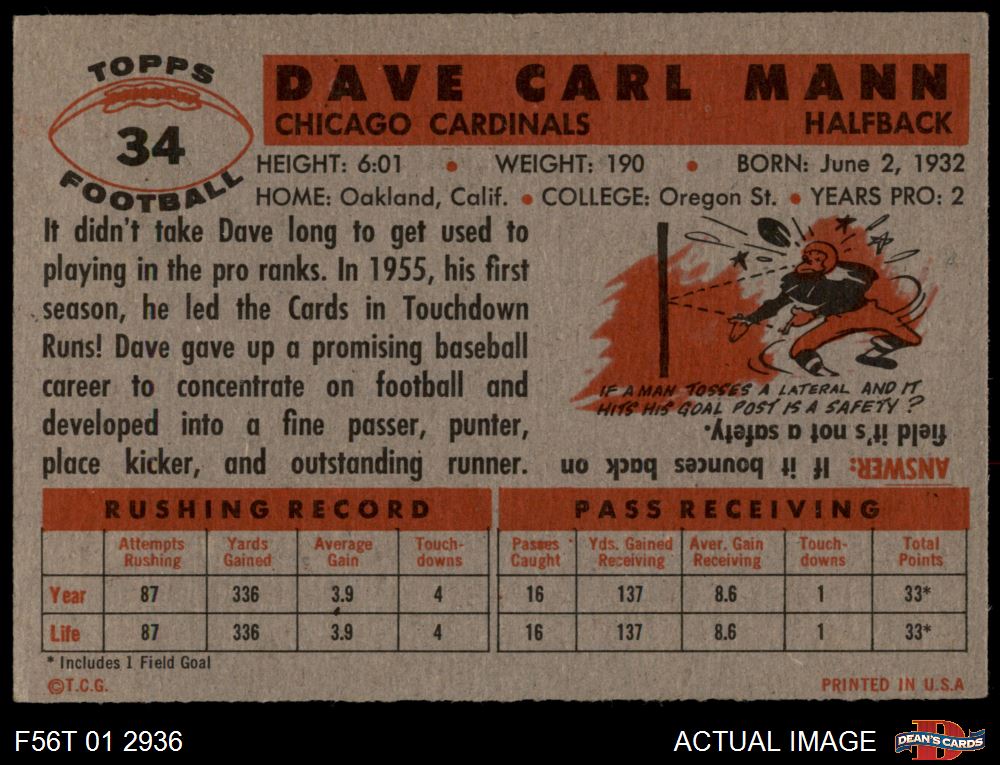 TOPPS
34
FOOTBALL
DAVE CARL MANN
CHICAGO CARDINALS HALFBACK
HEIGHT: 6:01 • WEIGHT: 190 • BORN: June 2, 1932
HOME: Oakland, Calif. • COLLEGE: Oregon St. • YEARS PRO: 2
It didn't take Dave long to get used to
playing in the pro ranks. In 1955, his first
season, he led the Cards in Touchdown
Runs! Dave gave up a promising baseball
career to concentrate on football and
developed into a fine passer, punter,
place kicker, and outstanding runner.
IF A MAN TOSSES A LATERAL AND IT
HITS HIS GOAL POST IS A SAFETY?
ANSWER: If it bounces back on
field it's not a safety.
RUSHING RECORD
Attempts Rushing Yards Gained Average Gain Touch-downs
Year 87 336 3.9 4
Life 87 336 3.9 4
PASS RECEIVING
Passes Caught Yds. Gained Receiving Aver. Gain Receiving Touch-downs Total Points
16 137 8.6 1 33*
16 137 8.6 1 33*
* Includes 1 Field Goal
©T.C.G. PRINTED IN U.S.A
F56T 01 2936 ACTUAL IMAGE DEAN'S CARDS